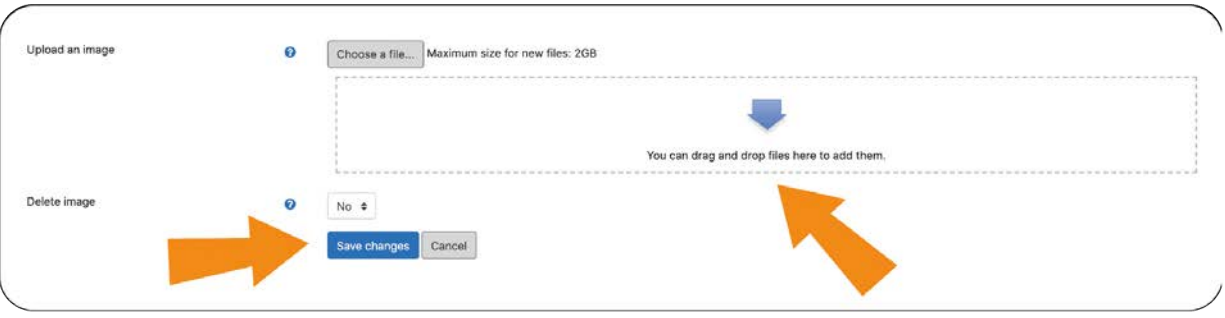 Upload an image
Choose a file... Maximum size for new files: 2GB
You can drag and drop files here to add them.
Delete image
No
Save changes Cancel